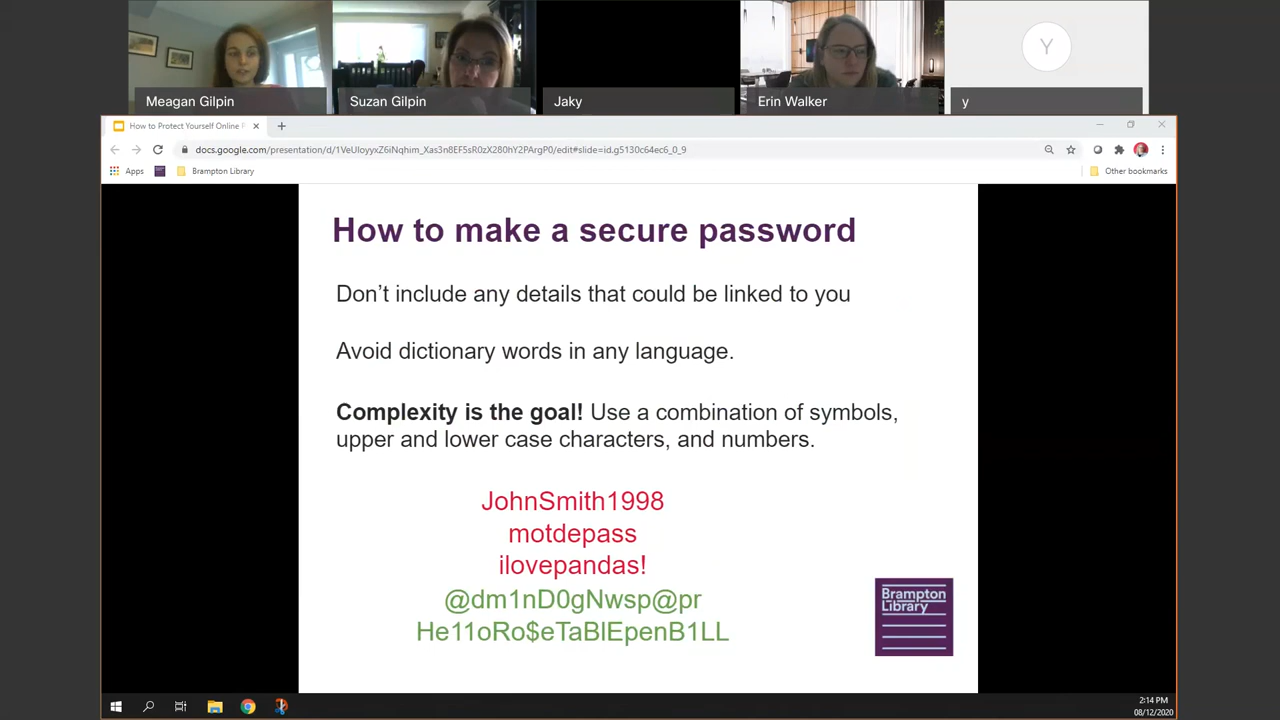 Meagan Gilpin
Suzan Gilpin
Jaky
Erin Walker
Y
y
How to Protect Yourself Online
docs.google.com/presentation/d/1VeUloyyxZ6iNqhim_Xas3n8EF5sR0zX280hY2PArgP0/edit#slide=id.g5130c64ec6_0_9
Apps
Brampton Library
Other bookmarks
How to make a secure password
Don't include any details that could be linked to you
Avoid dictionary words in any language.
Complexity is the goal! Use a combination of symbols,
upper and lower case characters, and numbers.
JohnSmith1998
motdepass
ilovepandas!
@dm1nD0gNwsp@pr
He11oRo$eTaBlEpenB1LL
Brampton
Library
2:14 PM
08/12/2020